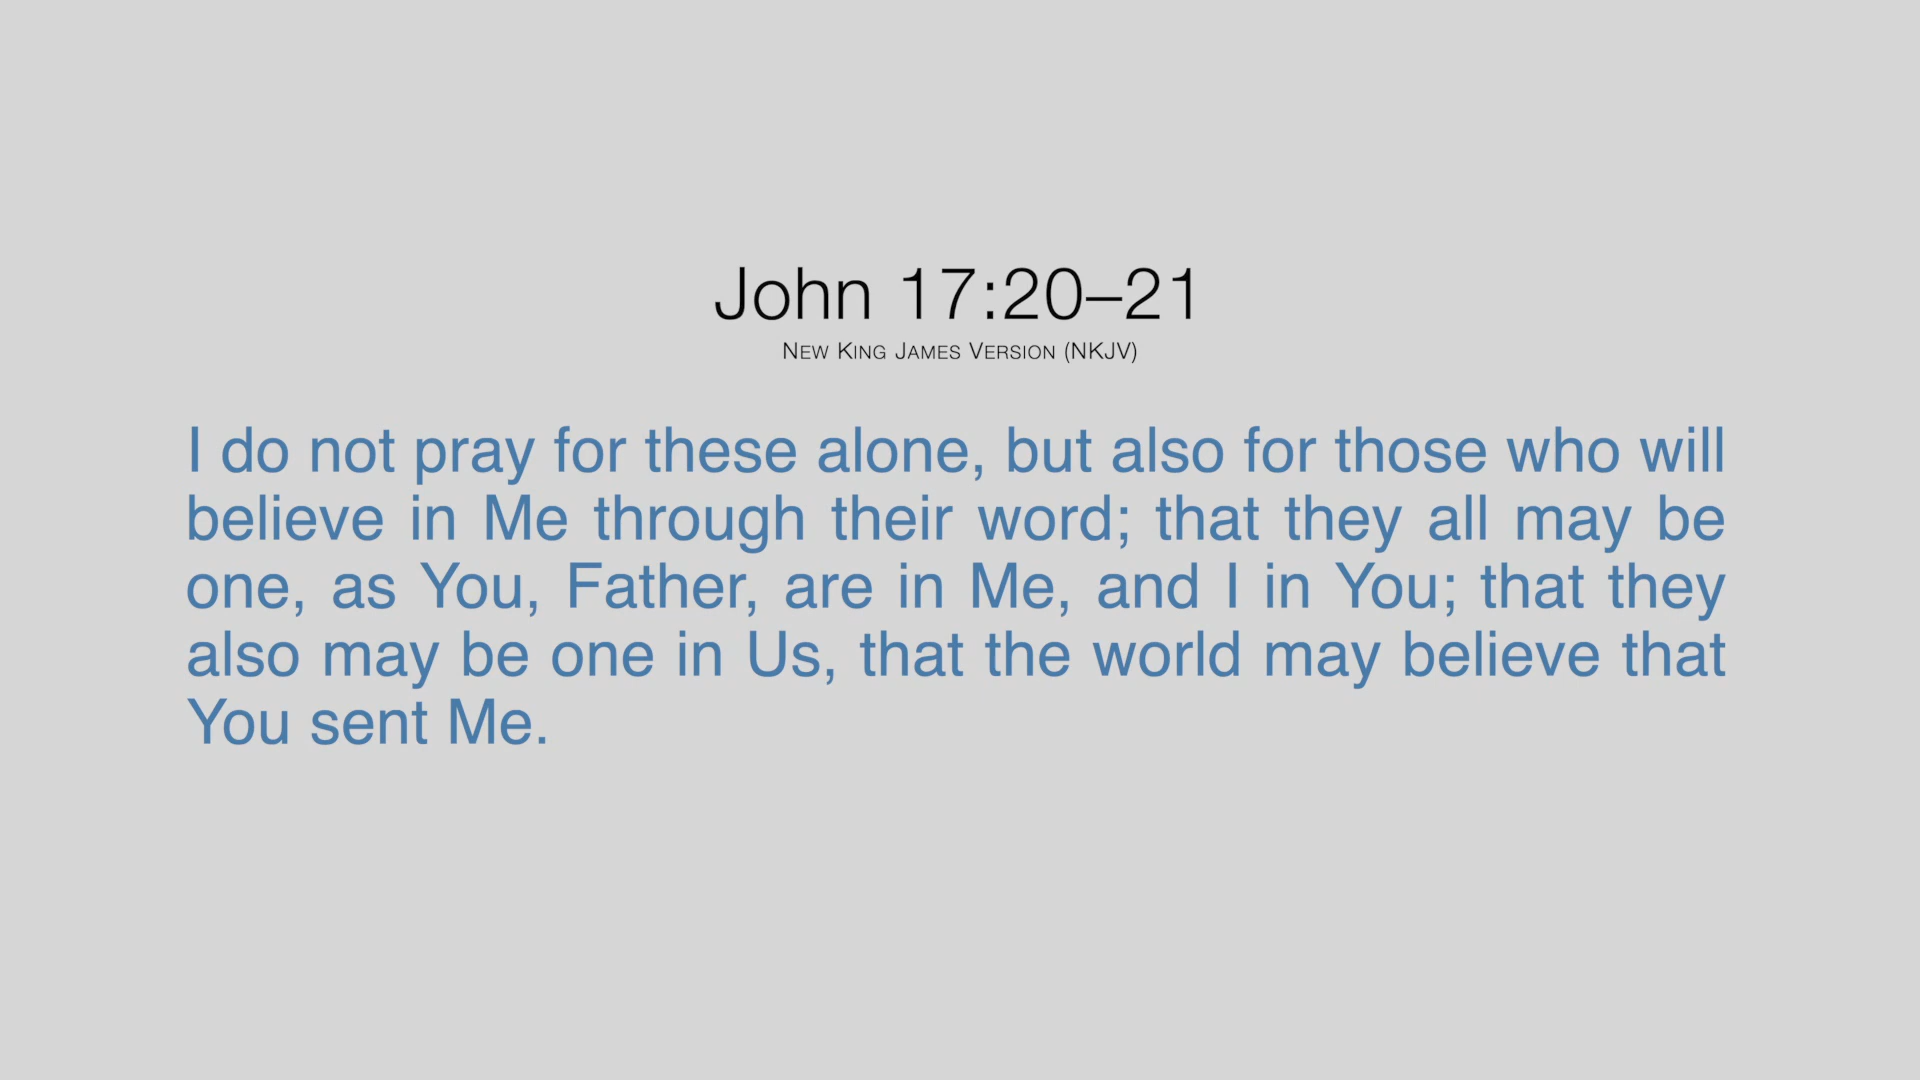 John 17:20–21
New King James Version (NKJV)
I do not pray for these alone, but also for those who will
believe in Me through their word; that they all may be
one, as You, Father, are in Me, and I in You; that they
also may be one in Us, that the world may believe that
You sent Me.